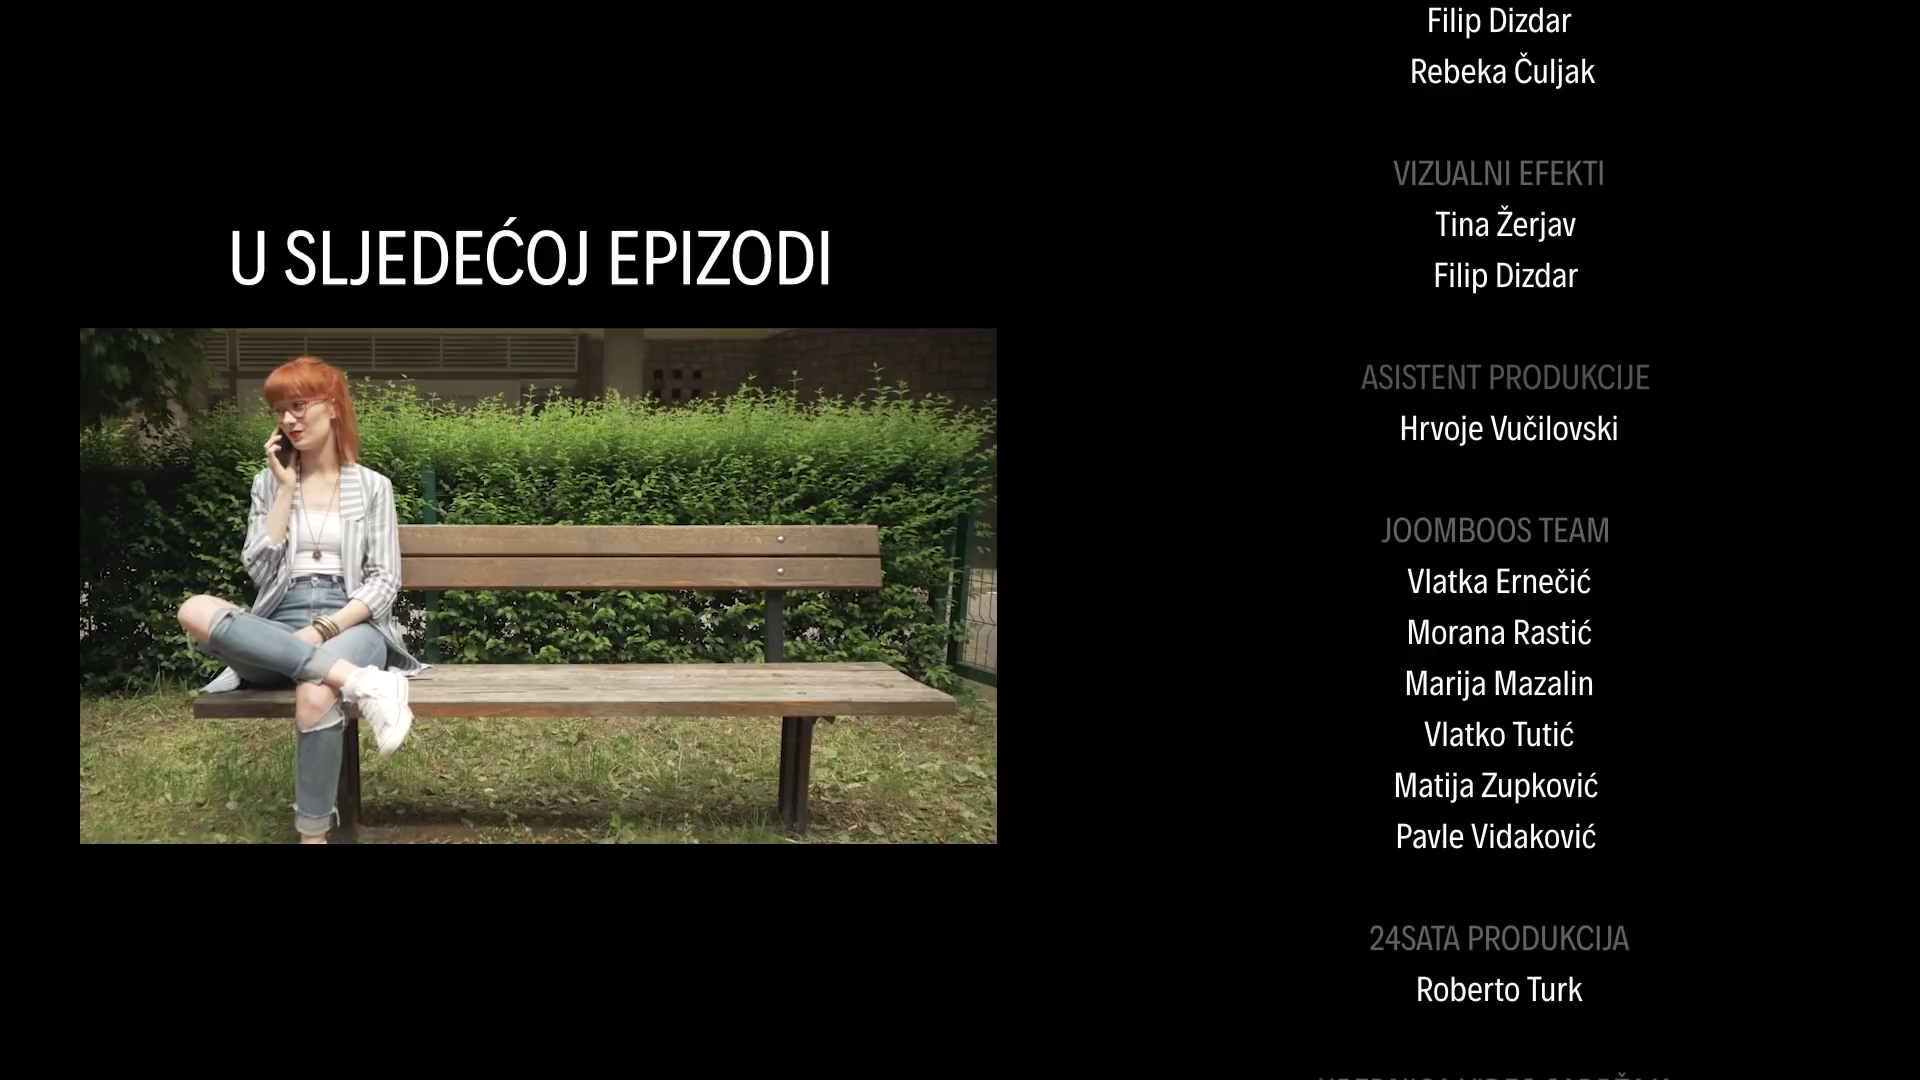 U SLJEDEĆOJ EPIZODI
Filip Dizdar
Rebeka Čuljak
VIZUALNI EFEKTI
Tina Žerjav
Filip Dizdar
ASISTENT PRODUKCIJE
Hrvoje Vučilovski
JOOMBOOS TEAM
Vlatka Ernečić
Morana Rastić
Marija Mazalin
Vlatko Tutić
Matija Zupković
Pavle Vidaković
24SATA PRODUKCIJA
Roberto Turk